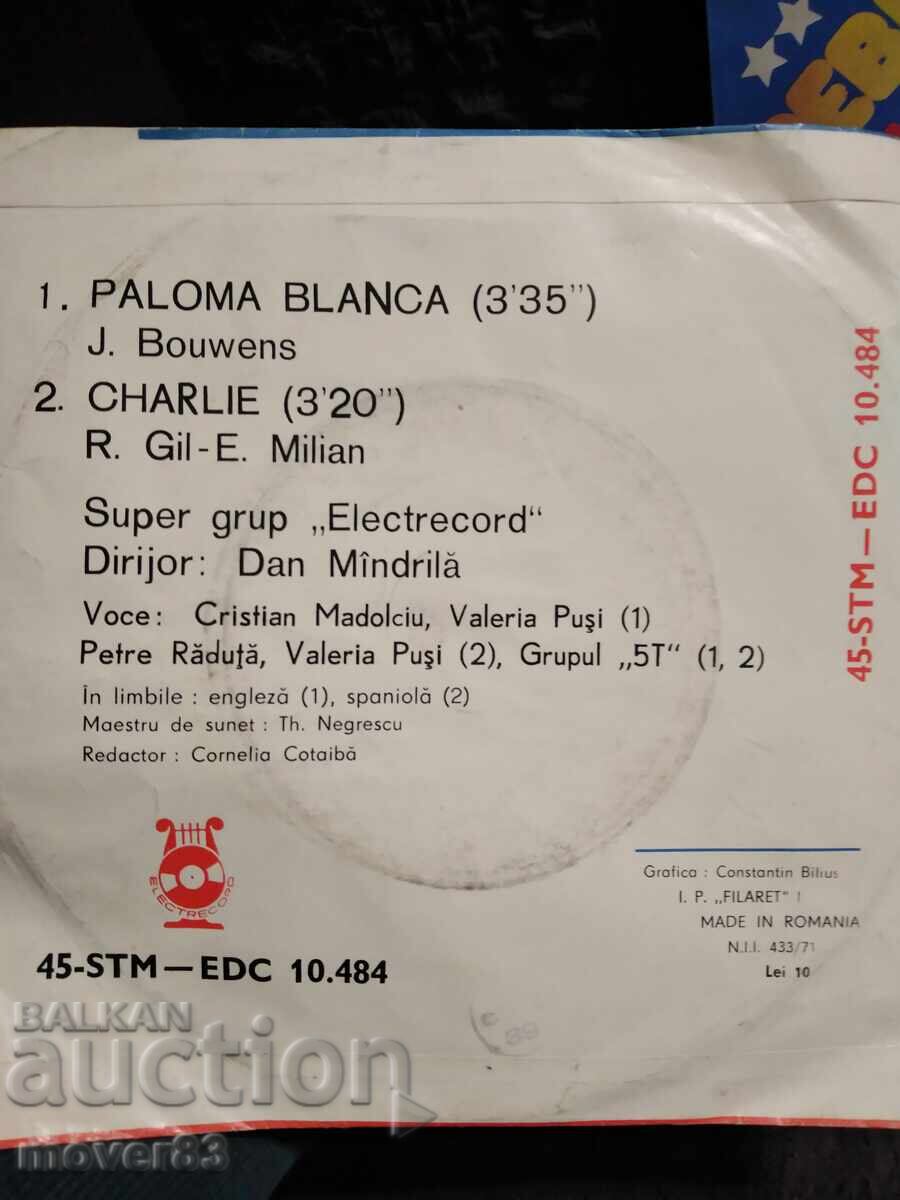 1. PALOMA BLANCA (3'35'')
J. Bouwens
2. CHARLIE (3'20'')
R. Gil-E. Milian
Super grup „Electrecord“
Dirijor: Dan Mîndrilă
Voce: Cristian Madolciu, Valeria Puşi (1)
Petre Răduţă, Valeria Puşi (2), Grupul „5T“ (1, 2)
În limbile : engleză (1), spaniolă (2)
Maestru de sunet : Th. Negrescu
Redactor : Cornelia Cotaibă
45-STM—EDC 10.484
ELECTRECORD
45-STM—EDC 10.484
Grafica : Constantin Bilius
I. P. „FILARET“
MADE IN ROMANIA
N.I.I. 433/71
Lei 10
BALKAN
auction
mover83